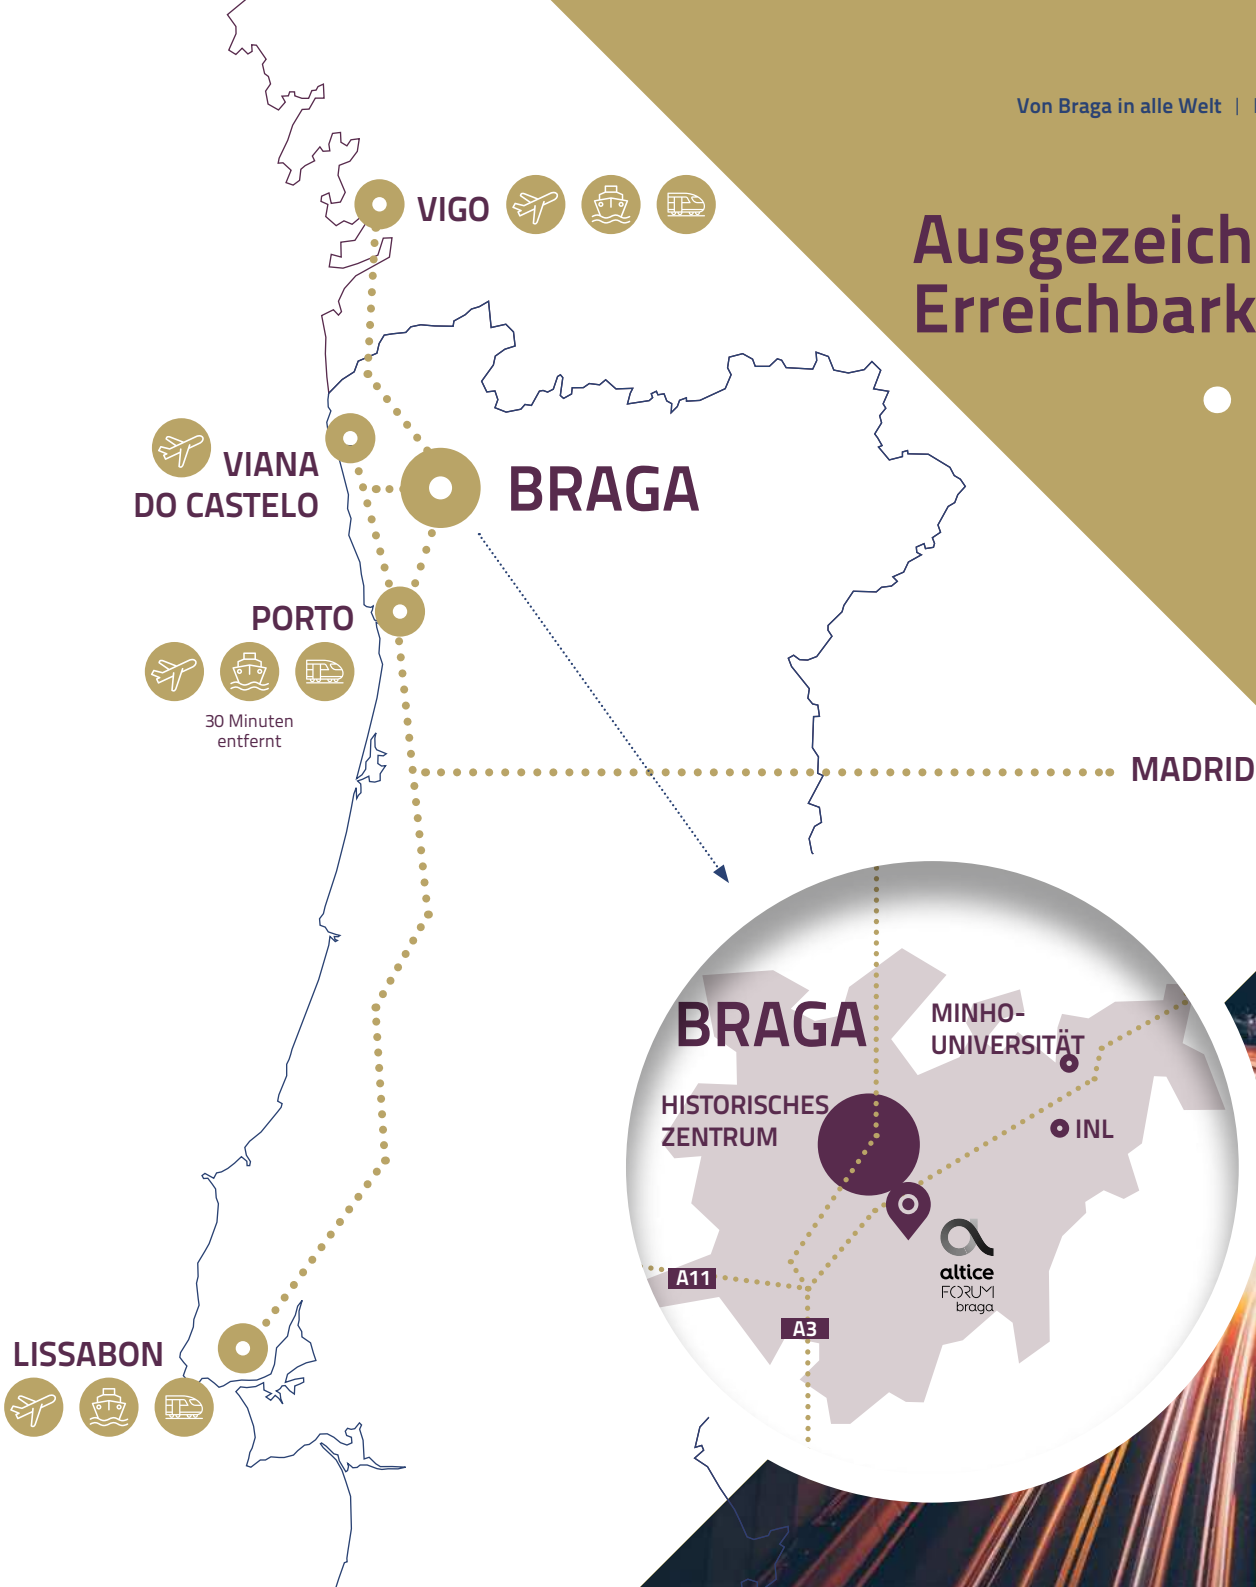 Von Braga in alle Welt |
Ausgezeich
Erreichbark
VIGO
VIANA
DO CASTELO
BRAGA
PORTO
30 Minuten
entfernt
MADRID
BRAGA
MINHO-
UNIVERSITÄT
HISTORISCHES
ZENTRUM
INL
A11
A3
altice
FORUM
braga
LISSABON